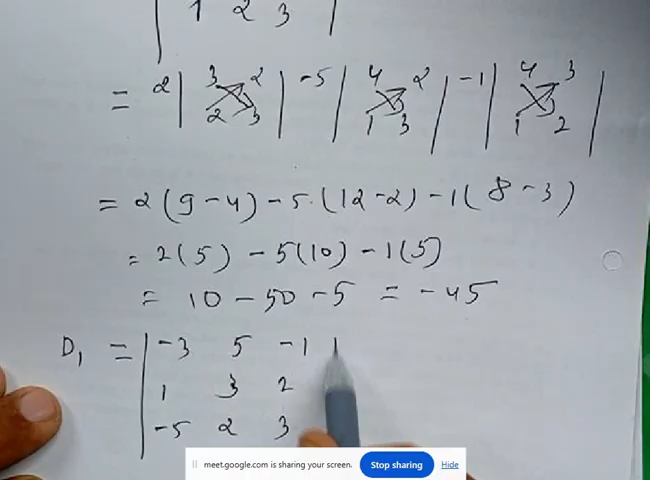 1 2 3 |
= 2 | 3 2 | -5 | 4 2 | -1 | 4 3 |
2 3 1 3 1 2
= 2(9-4) - 5.(12-2) - 1(8-3)
= 2(5) - 5(10) - 1(5)
= 10 - 50 - 5 = -45
D₁ = | -3 5 -1 |
1 3 2
-5 2 3
meet.google.com is sharing your screen. Stop sharing Hide